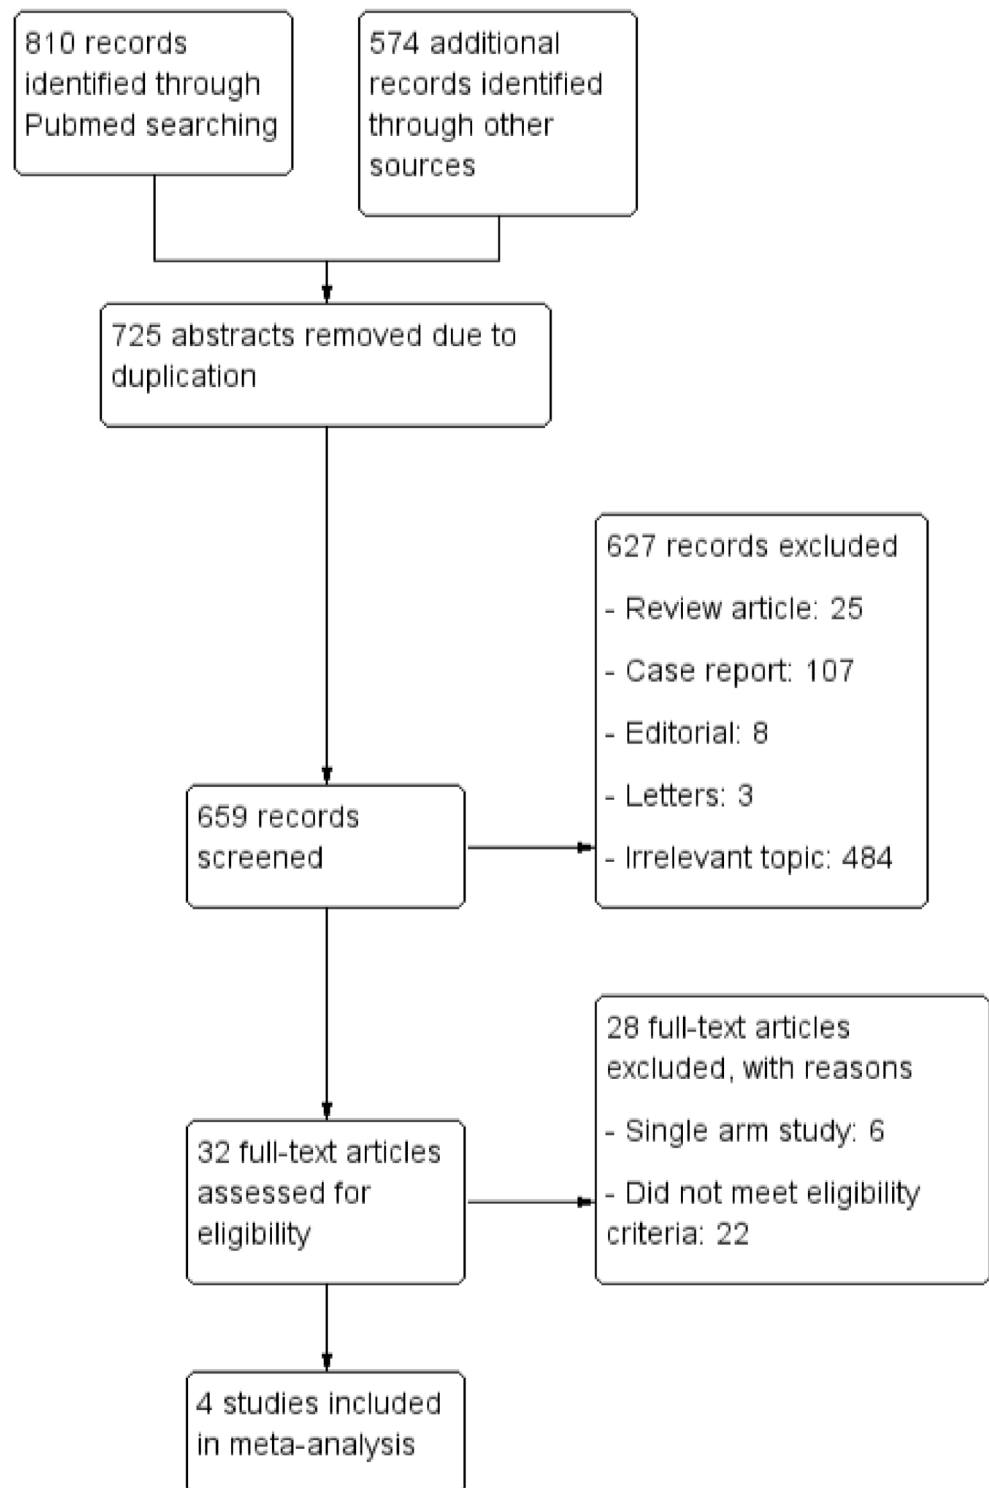 810 records
identified through
Pubmed searching
574 additional
records identified
through other
sources
725 abstracts removed due to
duplication
627 records excluded
- Review article: 25
- Case report: 107
- Editorial: 8
- Letters: 3
- Irrelevant topic: 484
659 records
screened
28 full-text articles
excluded, with reasons
- Single arm study: 6
- Did not meet eligibility
criteria: 22
32 full-text articles
assessed for
eligibility
4 studies included
in meta-analysis